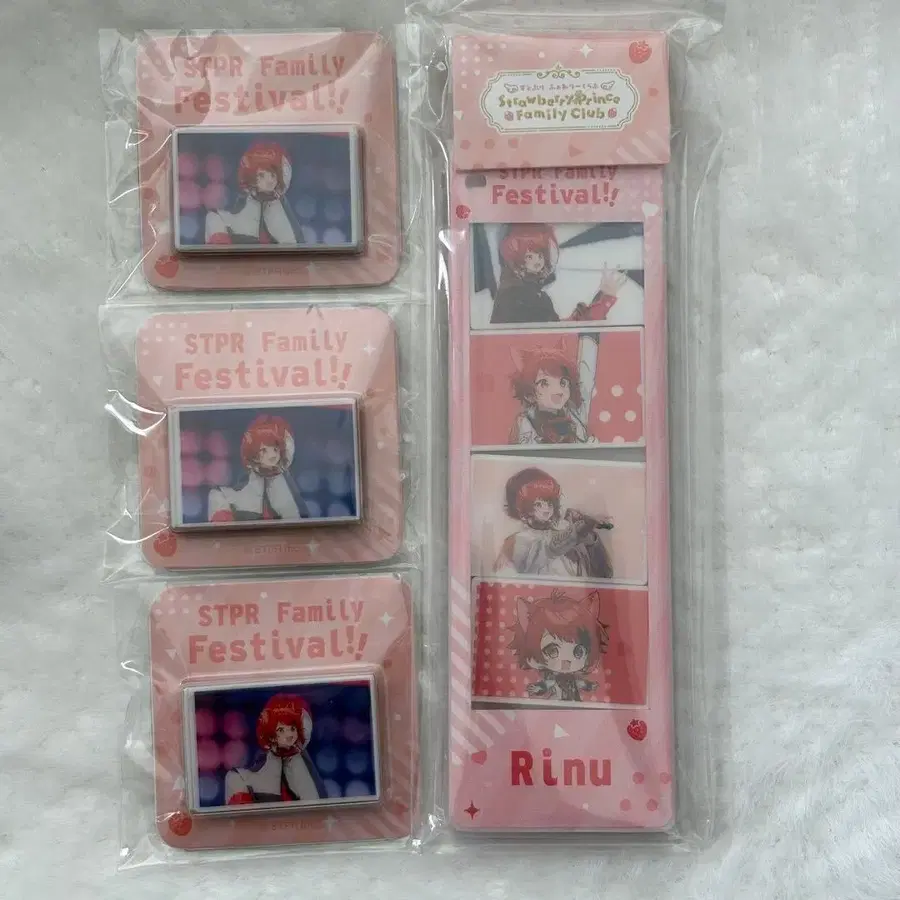 STPR Family
Festival!!
STPR Family
Festival!!
STPR Family
Festival!!
すとぷり ふぁみりーくらぶ
Strawberry Prince
Family Club
STPR Family
Festival!!
Rinu